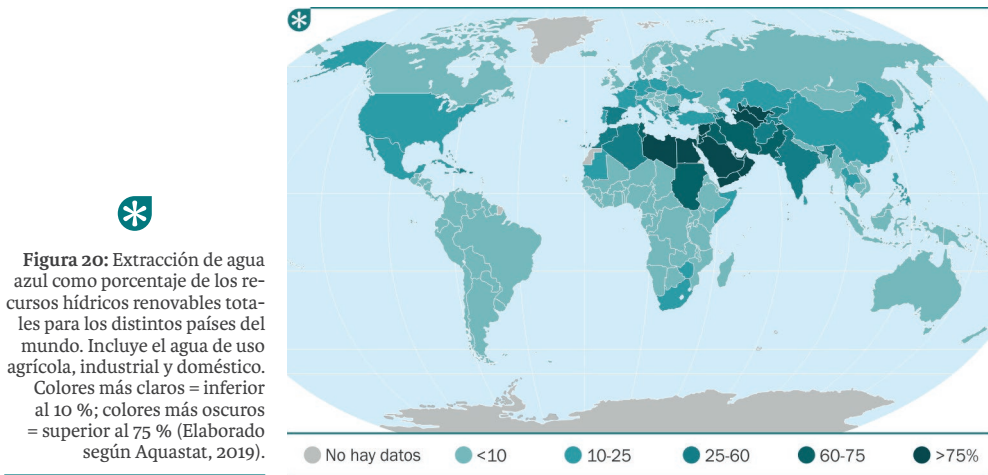 Figura 20: Extracción de agua
azul como porcentaje de los re-
cursos hídricos renovables tota-
les para los distintos países del
mundo. Incluye el agua de uso
agrícola, industrial y doméstico.
Colores más claros = inferior
al 10 %; colores más oscuros
= superior al 75 % (Elaborado
según Aquastat, 2019).
No hay datos <10 10-25 25-60 60-75 >75%